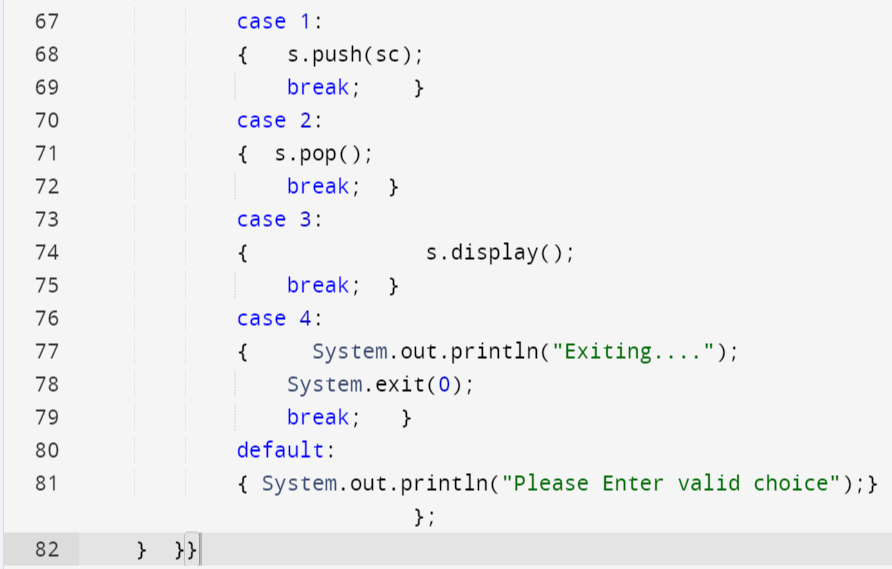 67 case 1:
68 { s.push(sc);
69 break; }
70 case 2:
71 { s.pop();
72 break; }
73 case 3:
74 { s.display();
75 break; }
76 case 4:
77 { System.out.println("Exiting....");
78 System.exit(0);
79 break; }
80 default:
81 { System.out.println("Please Enter valid choice");}
};
82 } }}